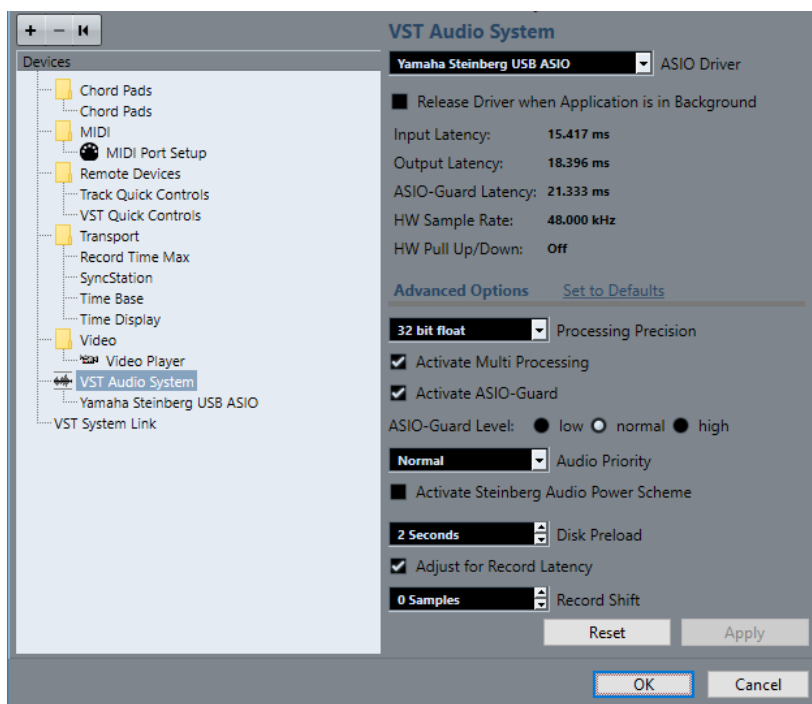 Devices
Chord Pads
Chord Pads
MIDI
MIDI Port Setup
Remote Devices
Track Quick Controls
VST Quick Controls
Transport
Record Time Max
SyncStation
Time Base
Time Display
Video
Video Player
VST Audio System
Yamaha Steinberg USB ASIO
VST System Link
VST Audio System
Yamaha Steinberg USB ASIO ASIO Driver
Release Driver when Application is in Background
Input Latency: 15.417 ms
Output Latency: 18.396 ms
ASIO-Guard Latency: 21.333 ms
HW Sample Rate: 48.000 kHz
HW Pull Up/Down: Off
Advanced Options Set to Defaults
32 bit float Processing Precision
Activate Multi Processing
Activate ASIO-Guard
ASIO-Guard Level: low normal high
Normal Audio Priority
Activate Steinberg Audio Power Scheme
2 Seconds Disk Preload
Adjust for Record Latency
0 Samples Record Shift
Reset Apply
OK Cancel